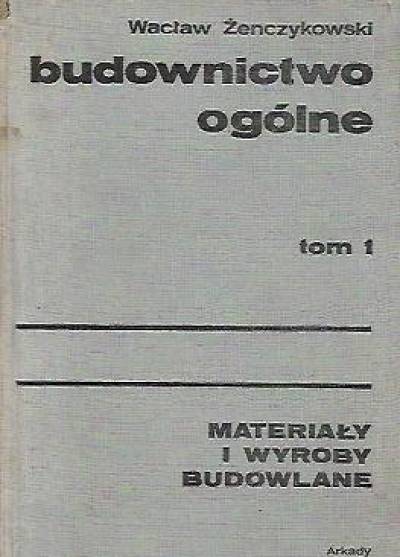 Wacław Żenczykowski
budownictwo
ogólne
tom 1
MATERIAŁY
I WYROBY
BUDOWLANE
Arkady